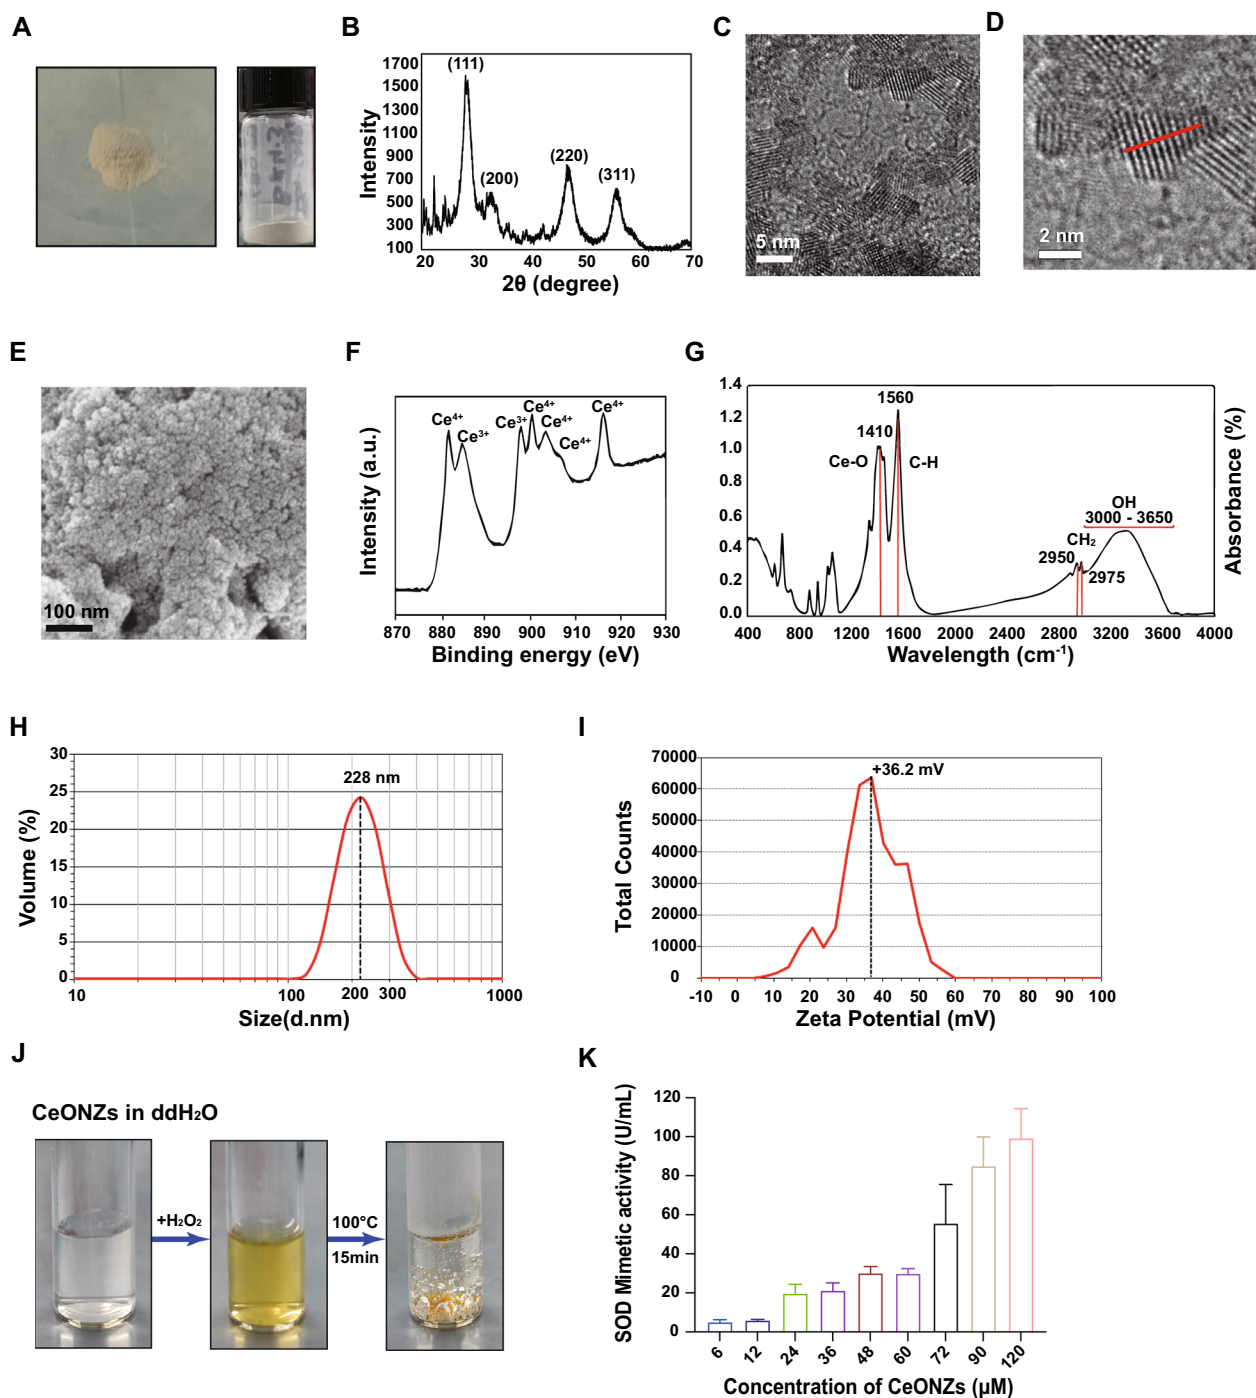 A
B
Intensity
1700
1500
1300
1100
900
700
500
300
100
(111)
(200)
(220)
(311)
20
30
40
50
60
70
2θ (degree)
C
5 nm
D
2 nm
E
100 nm
F
Intensity (a.u.)
Ce4+
Ce3+
Ce3+
Ce4+
Ce4+
Ce4+
Ce4+
870
880
890
900
910
920
930
Binding energy (eV)
G
1.4
1.2
1.0
0.8
0.6
0.4
0.2
0.0
1560
1410
Ce-O
C-H
OH
3000 - 3650
CH₂
2950
2975
Absorbance (%)
400
800
1200
1600
2000
2400
2800
3200
3600
4000
Wavelength (cm⁻¹)
H
Volume (%)
30
25
20
15
10
5
0
228 nm
10
100
200
300
1000
Size(d.nm)
I
Total Counts
70000
60000
50000
40000
30000
20000
10000
0
+36.2 mV
-10
0
10
20
30
40
50
60
70
80
90
100
Zeta Potential (mV)
J
CeONZs in ddH₂O
+H₂O₂
100°C
15min
K
SOD Mimetic activity (U/mL)
120
100
80
60
40
20
0
6
12
24
36
48
60
72
90
120
Concentration of CeONZs (µM)